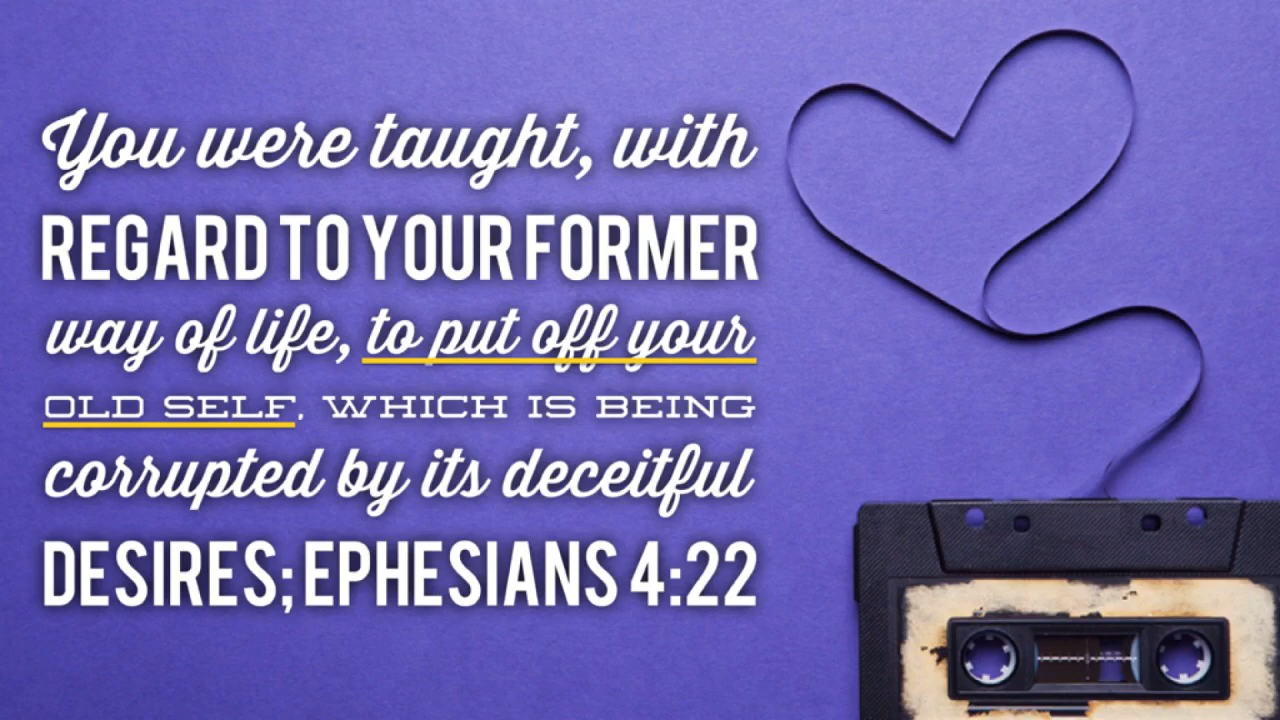 You were taught, with
REGARD TO YOUR FORMER
way of life, to put off your
OLD SELF, WHICH IS BEING
corrupted by its deceitful
DESIRES; EPHESIANS 4:22